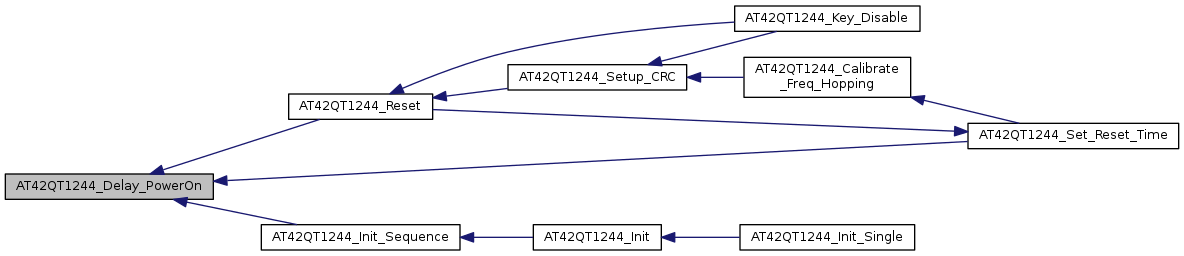 AT42QT1244_Key_Disable
AT42QT1244_Setup_CRC
AT42QT1244_Calibrate
_Freq_Hopping
AT42QT1244_Reset
AT42QT1244_Set_Reset_Time
AT42QT1244_Delay_PowerOn
AT42QT1244_Init_Sequence
AT42QT1244_Init
AT42QT1244_Init_Single